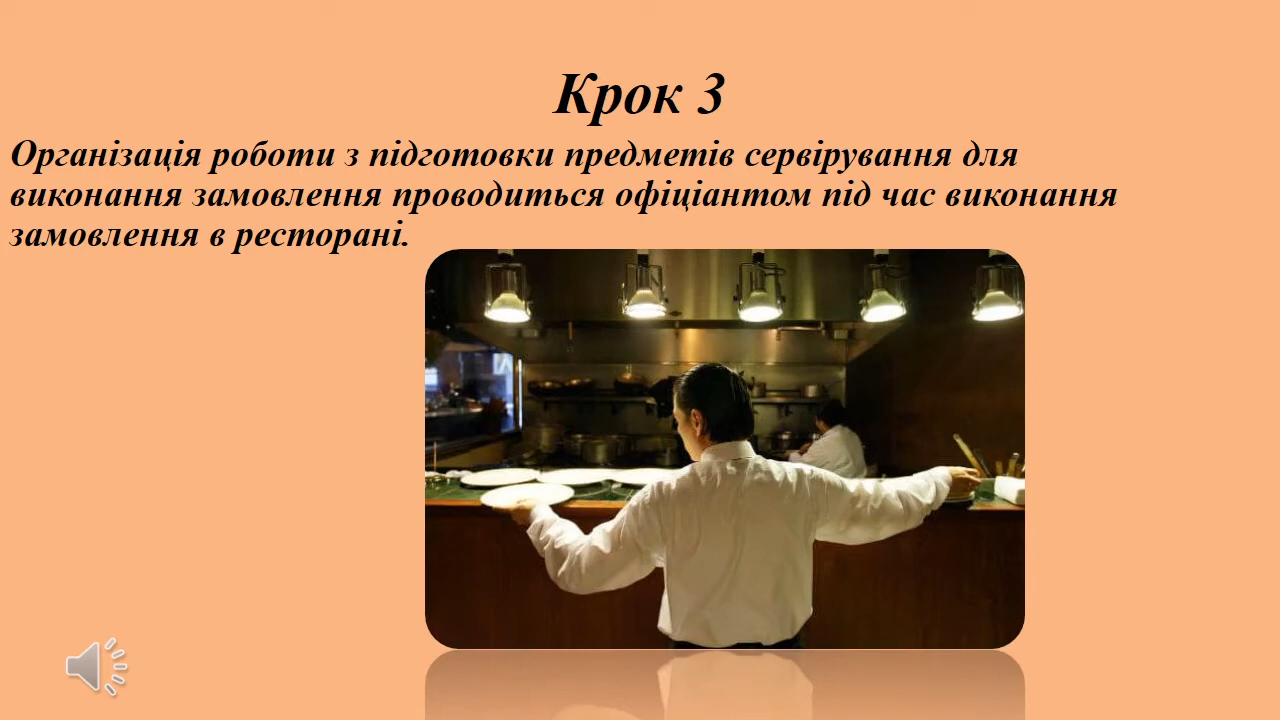 Крок 3
Організація роботи з підготовки предметів сервірування для
виконання замовлення проводиться офіціантом під час виконання
замовлення в ресторані.